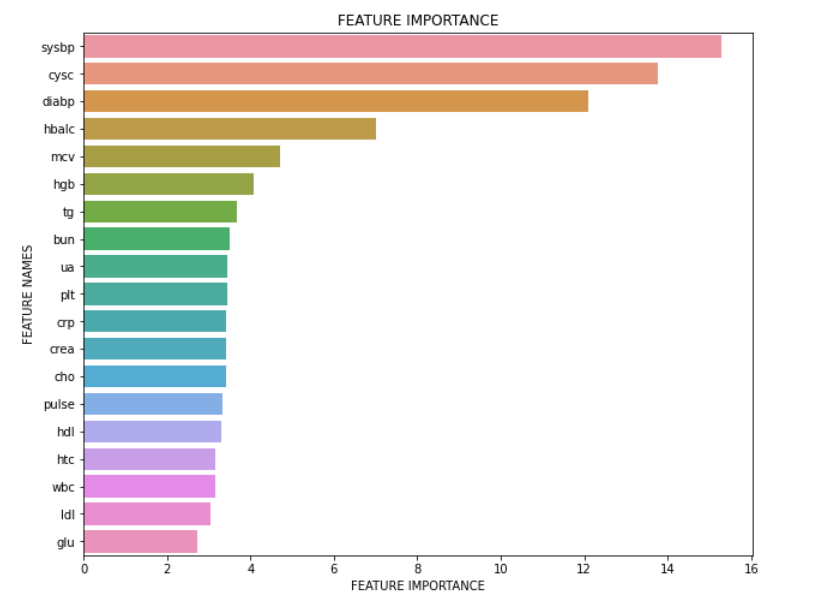 FEATURE IMPORTANCE
sysbp
cysc
diabp
hbalc
mcv
hgb
tg
bun
ua
plt
crp
crea
cho
pulse
hdl
htc
wbc
ldl
glu
FEATURE NAMES
0 2 4 6 8 10 12 14 16
FEATURE IMPORTANCE